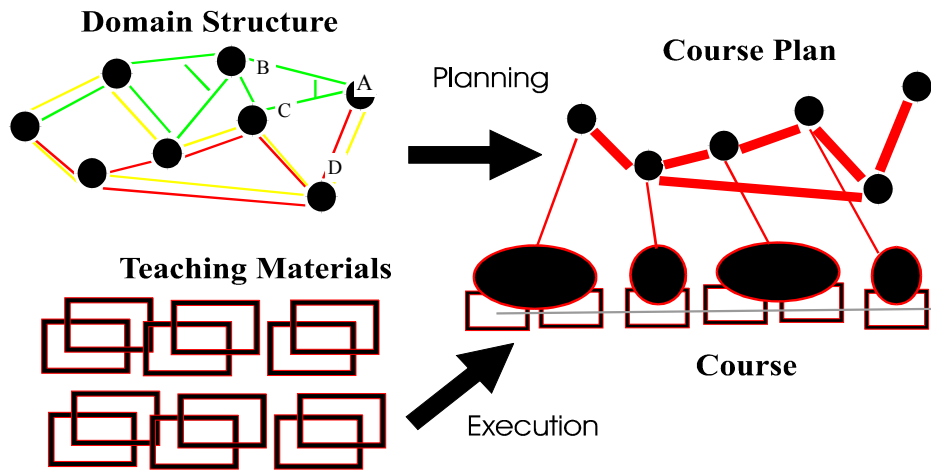 Domain Structure
B
A
C
D
Planning
Course Plan
Teaching Materials
Course
Execution